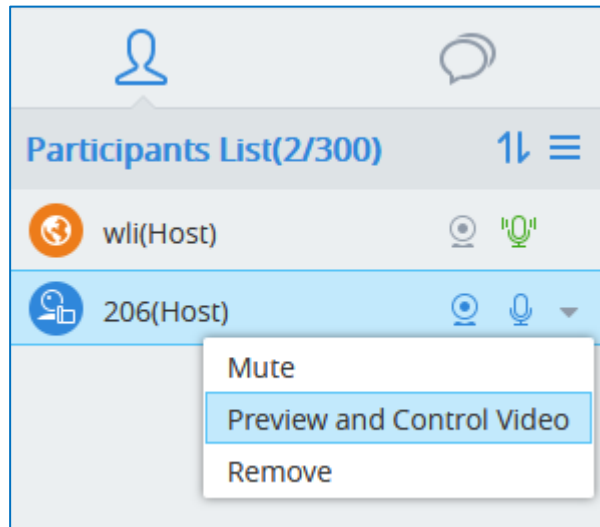 Participants List(2/300)
wli(Host)
206(Host)
Mute
Preview and Control Video
Remove